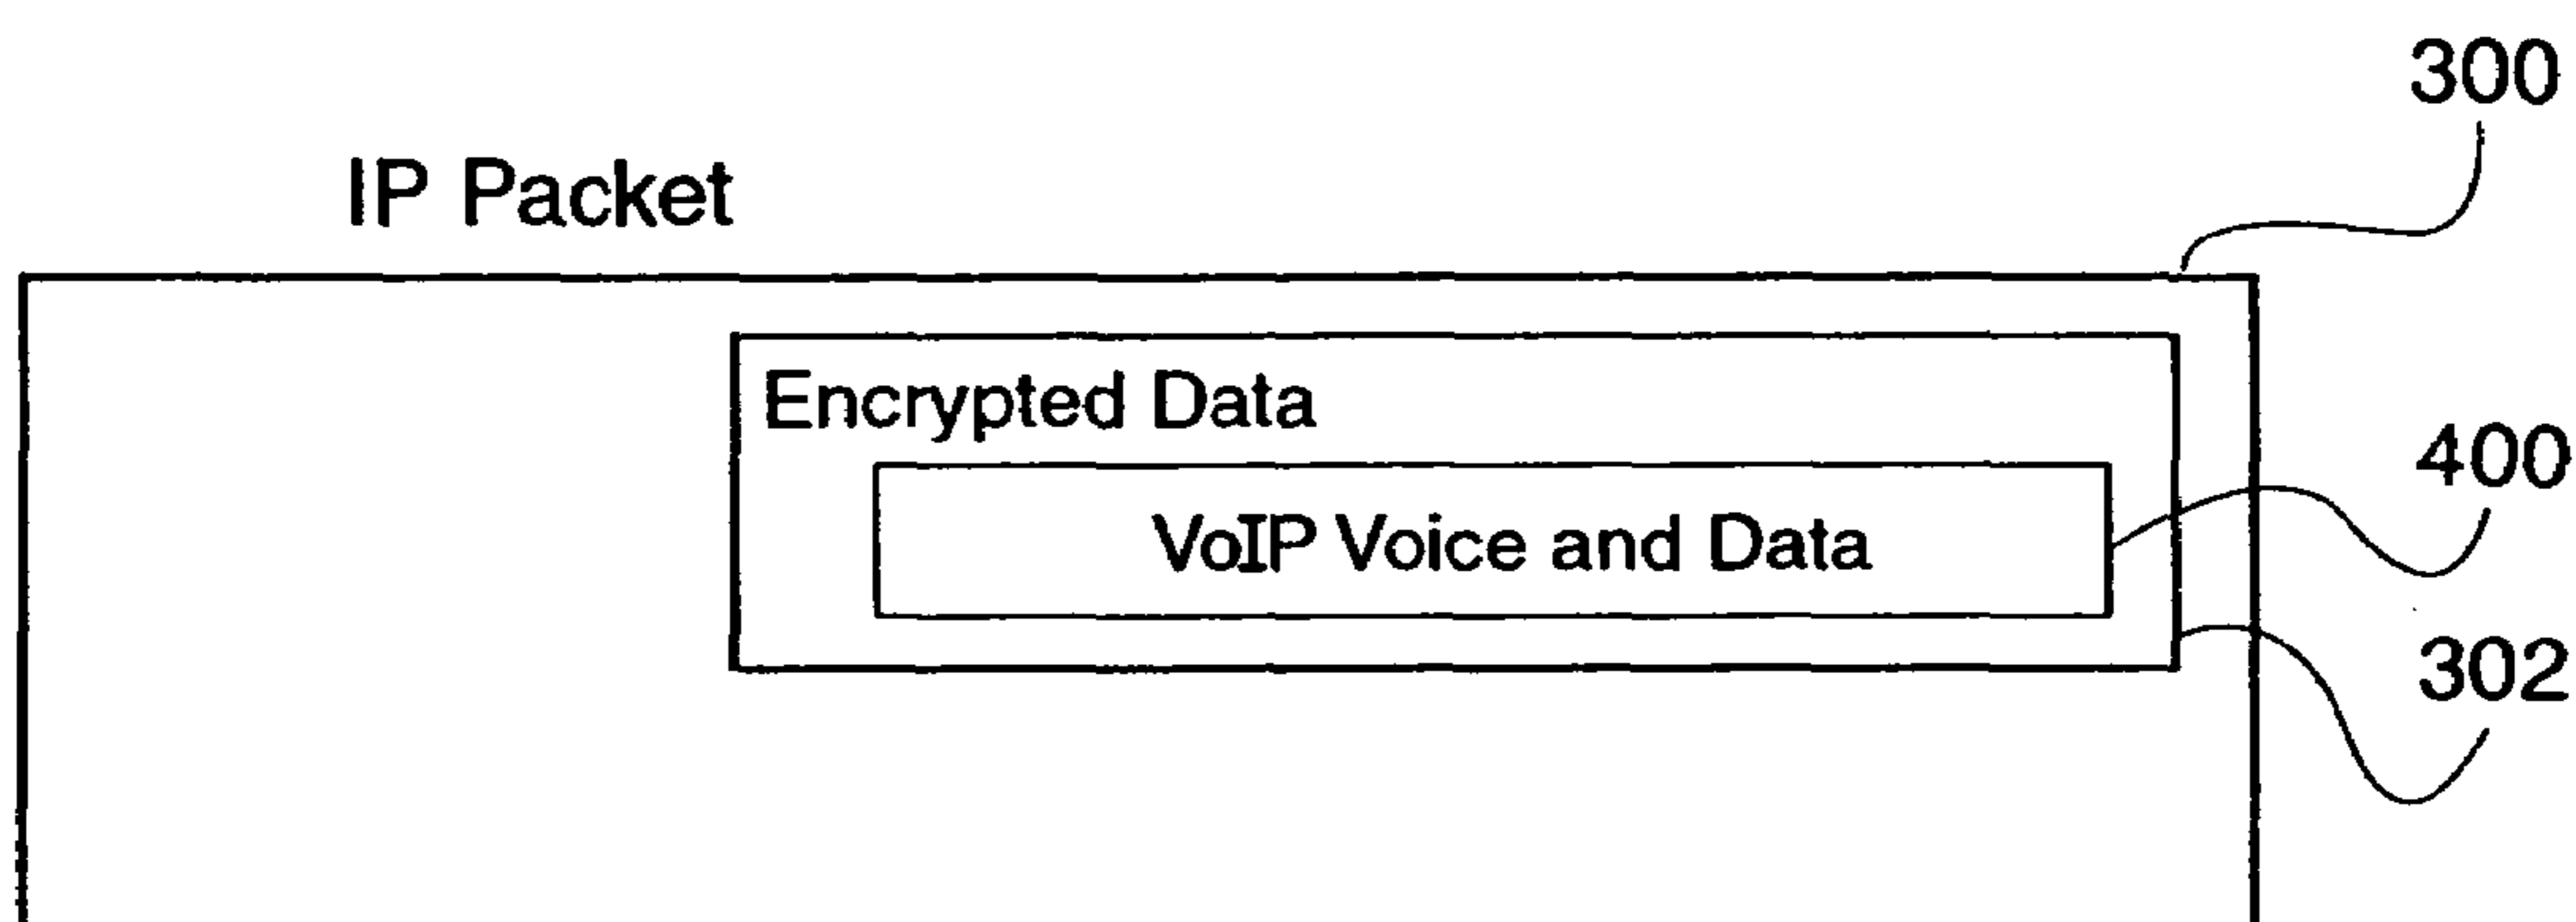 300
IP Packet
Encrypted Data
400
VoIP Voice and Data
302